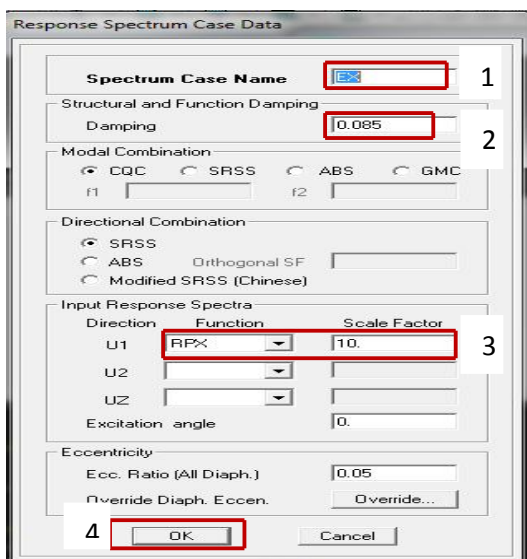 Response Spectrum Case Data
Spectrum Case Name EX 1
Structural and Function Damping
Damping 0.085 2
Modal Combination
CQC SRSS ABS GMC
f1 f2
Directional Combination
SRSS
ABS Orthogonal SF
Modified SRSS (Chinese)
Input Response Spectra
Direction Function Scale Factor
U1 RPX 10. 3
U2
UZ
Excitation angle 0.
Eccentricity
Ecc. Ratio (All Diaph.) 0.05
Override Diaph. Eccen. Override...
4 OK Cancel